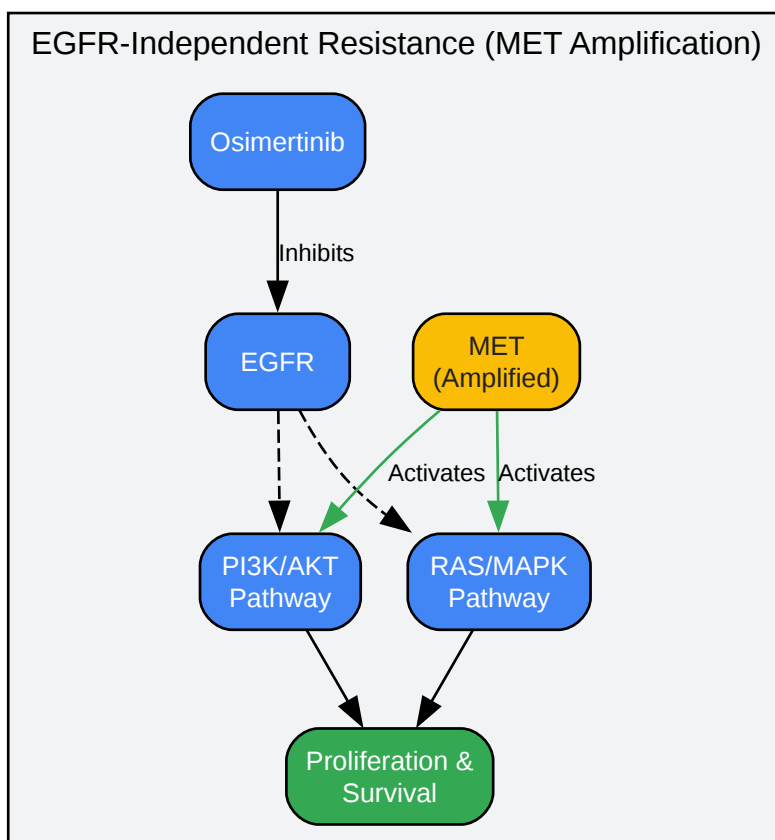 EGFR-Independent Resistance (MET Amplification)
Osimertinib
Inhibits
EGFR
MET
(Amplified)
Activates
Activates
PI3K/AKT
Pathway
RAS/MAPK
Pathway
Proliferation &
Survival